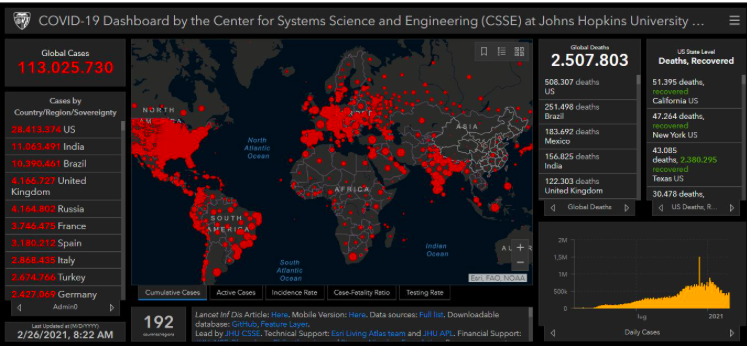 COVID-19 Dashboard by the Center for Systems Science and Engineering (CSSE) at Johns Hopkins University ...
Global Cases
113.025.730
Cases by
Country/Region/Sovereignty
28.413.374 US
11.063.491 India
10.390.461 Brazil
4.166.727 United
Kingdom
4.164.802 Russia
3.746.475 France
3.180.212 Spain
2.868.435 Italy
2.674.766 Turkey
2.427.869 Germany
Admin0
Last Updated at (M/D/YYYY)
2/26/2021, 8:22 AM
NORTH
AMERICA
North
Atlantic
Ocean
ASIA
AFRICA
SOUTH
AMERICA
Indian
Ocean
South
Atlantic
Ocean
Esri, FAO, NOAA
Cumulative Cases
Active Cases
Incidence Rate
Case-Fatality Ratio
Testing Rate
192
Lancet Inf Dis Article: Here. Mobile Version: Here. Data sources: Full list. Downloadable
database: GitHub, Feature Layer.
Lead by JHU CSSE. Technical Support: Esri Living Atlas team and JHU APL. Financial Support:
Global Deaths
2.507.803
508.307 deaths
US
251.498 deaths
Brazil
183.692 deaths
Mexico
156.825 deaths
India
122.303 deaths
United Kingdom
Global Deaths
US State Level
Deaths, Recovered
51.395 deaths,
recovered
California US
47.264 deaths,
recovered
New York US
43.085
deaths, 2.380.295
recovered
Texas US
30.478 deaths,
US Deaths, R...
2M
1,5M
1M
500k
0
lug
2021
Daily Cases